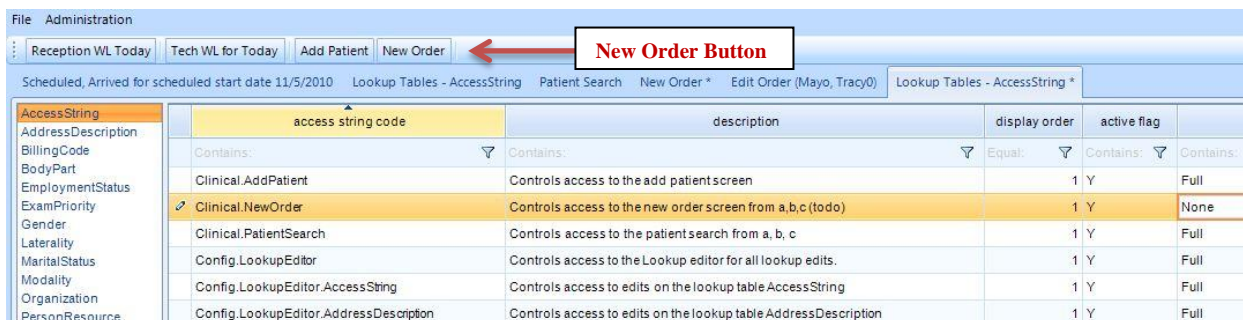 File Administration
Reception WL Today Tech WL for Today Add Patient New Order New Order Button
Scheduled, Arrived for scheduled start date 11/5/2010 Lookup Tables - AccessString Patient Search New Order * Edit Order (Mayo, Tracy0) Lookup Tables - AccessString *
AccessString
AddressDescription
BillingCode
BodyPart
EmploymentStatus
ExamPriority
Gender
Laterality
MaritalStatus
Modality
Organization
PersonResource
access string code description display order active flag
Contains: Contains: Equal: Contains: Contains:
Clinical.AddPatient Controls access to the add patient screen 1 Y Full
Clinical.NewOrder Controls access to the new order screen from a,b,c (todo) 1 Y None
Clinical.PatientSearch Controls access to the patient search from a, b, c 1 Y Full
Config.LookupEditor Controls access to the Lookup editor for all lookup edits. 1 Y Full
Config.LookupEditor.AccessString Controls access to edits on the lookup table AccessString 1 Y Full
Config.LookupEditor.AddressDescription Controls access to edits on the lookup table AddressDescription 1 Y Full